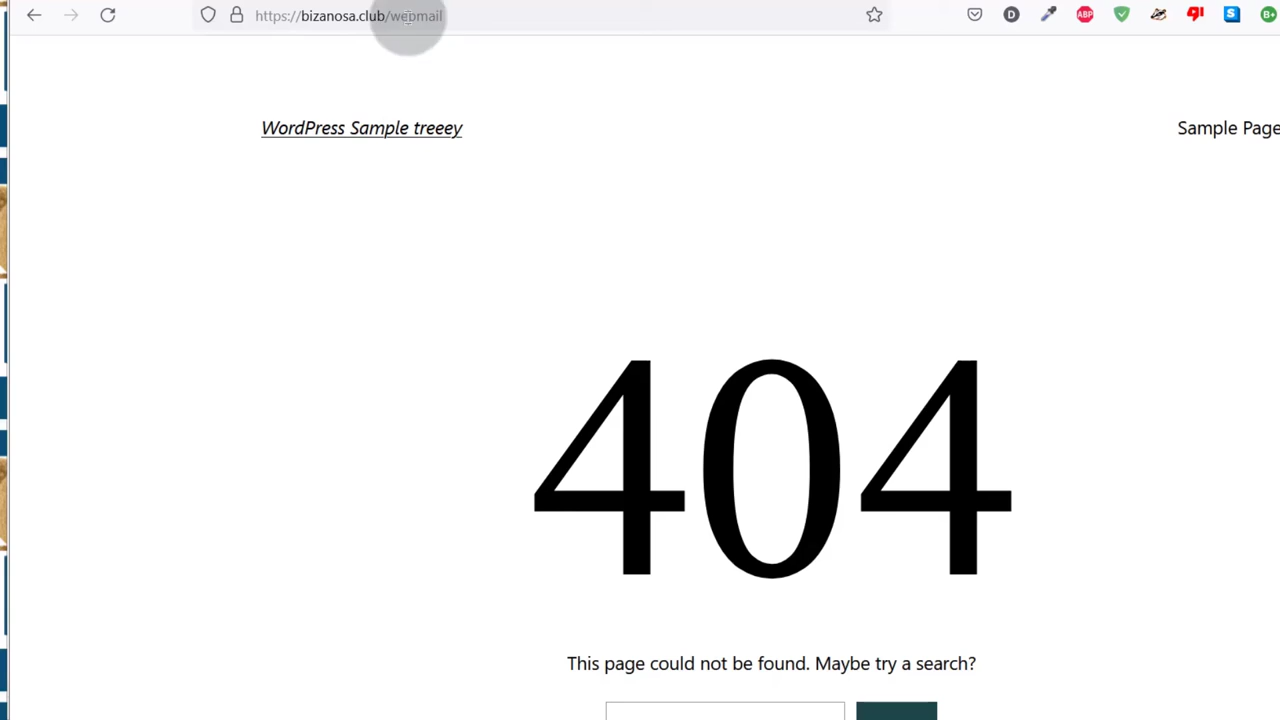 https://bizanosa.club/webmail
D
ABP
S
B+
WordPress Sample treeey
Sample Page
404
This page could not be found. Maybe try a search?